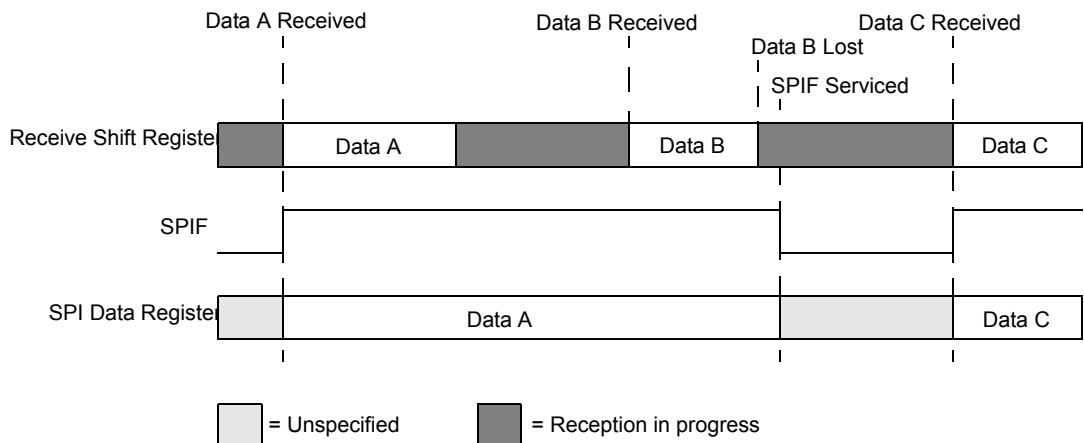 Data A Received
Data B Received
Data C Received
Data B Lost
SPIF Serviced
Receive Shift Register
Data A
Data B
Data C
SPIF
SPI Data Register
Data A
Data C
= Unspecified
= Reception in progress